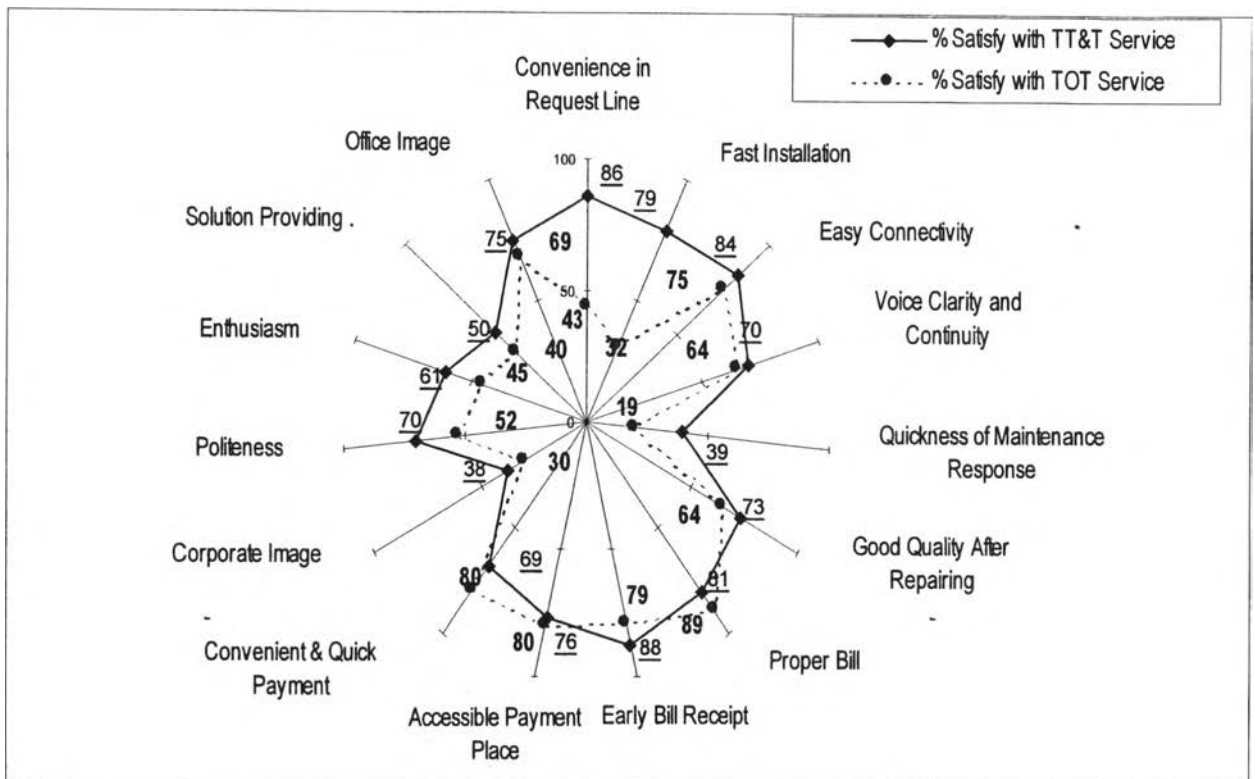 % Satisfy with TT&T Service
% Satisfy with TOT Service
Convenience in
Request Line
Office Image
Fast Installation
100
86
79
Solution Providing .
75
69
84
Easy Connectivity
75
50
43
32
Voice Clarity and
Continuity
Enthusiasm
50
40
64
70
61
45
19
Politeness
70
52
0
Quickness of Maintenance
Response
39
38
30
64
73
Corporate Image
Good Quality After
Repairing
80
69
79
81
89
Convenient & Quick
Payment
80
76
88
Proper Bill
Accessible Payment
Place
Early Bill Receipt